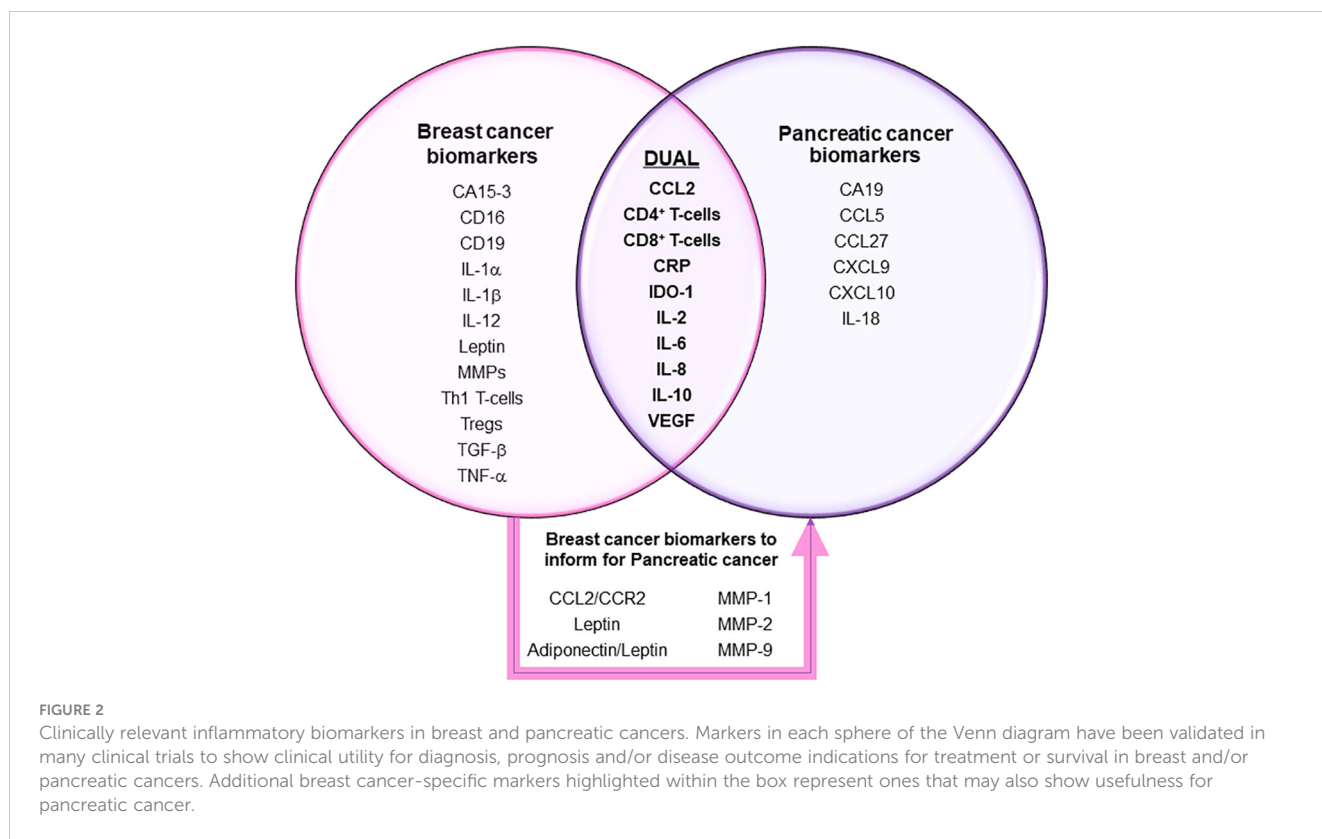 Breast cancer
biomarkers
CA15-3
CD16
CD19
IL-1α
IL-1β
IL-12
Leptin
MMPs
Th1 T-cells
Tregs
TGF-β
TNF-α
DUAL
CCL2
CD4⁺ T-cells
CD8⁺ T-cells
CRP
IDO-1
IL-2
IL-6
IL-8
IL-10
VEGF
Pancreatic cancer
biomarkers
CA19
CCL5
CCL27
CXCL9
CXCL10
IL-18
Breast cancer biomarkers to
inform for Pancreatic cancer
CCL2/CCR2 MMP-1
Leptin MMP-2
Adiponectin/Leptin MMP-9
FIGURE 2
Clinically relevant inflammatory biomarkers in breast and pancreatic cancers. Markers in each sphere of the Venn diagram have been validated in
many clinical trials to show clinical utility for diagnosis, prognosis and/or disease outcome indications for treatment or survival in breast and/or
pancreatic cancers. Additional breast cancer-specific markers highlighted within the box represent ones that may also show usefulness for
pancreatic cancer.